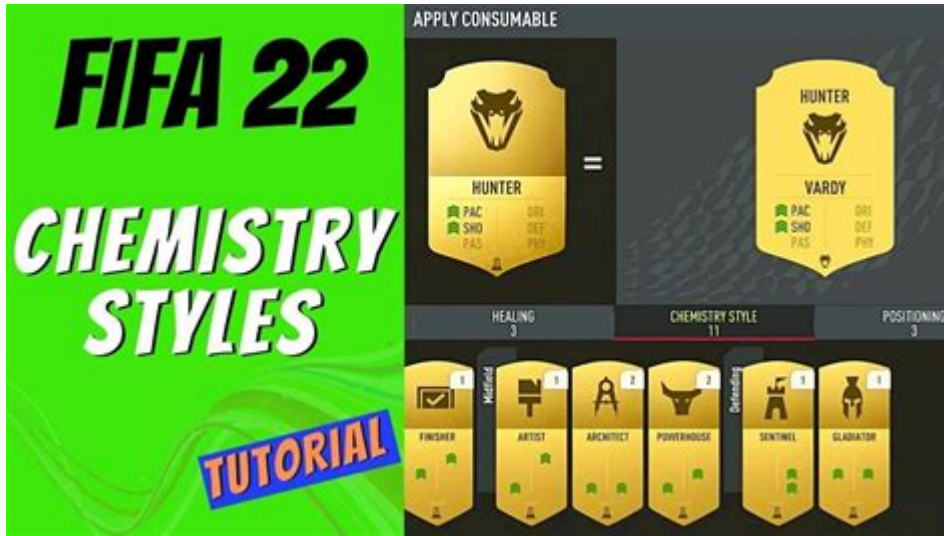 FIFA 22
CHEMISTRY
STYLES
TUTORIAL
APPLY CONSUMABLE
HUNTER
PAC DRI
SHO DEF
PAS PHY
=
HUNTER
VARDY
PAC DRI
SHO DEF
PAS PHY
HEALING
3
CHEMISTRY STYLE
11
POSITIONING
3
1
FINISHER
Midfield
1
ARTIST
2
ARCHITECT
2
POWERHOUSE
Defending
1
SENTINEL
1
GLADIATOR